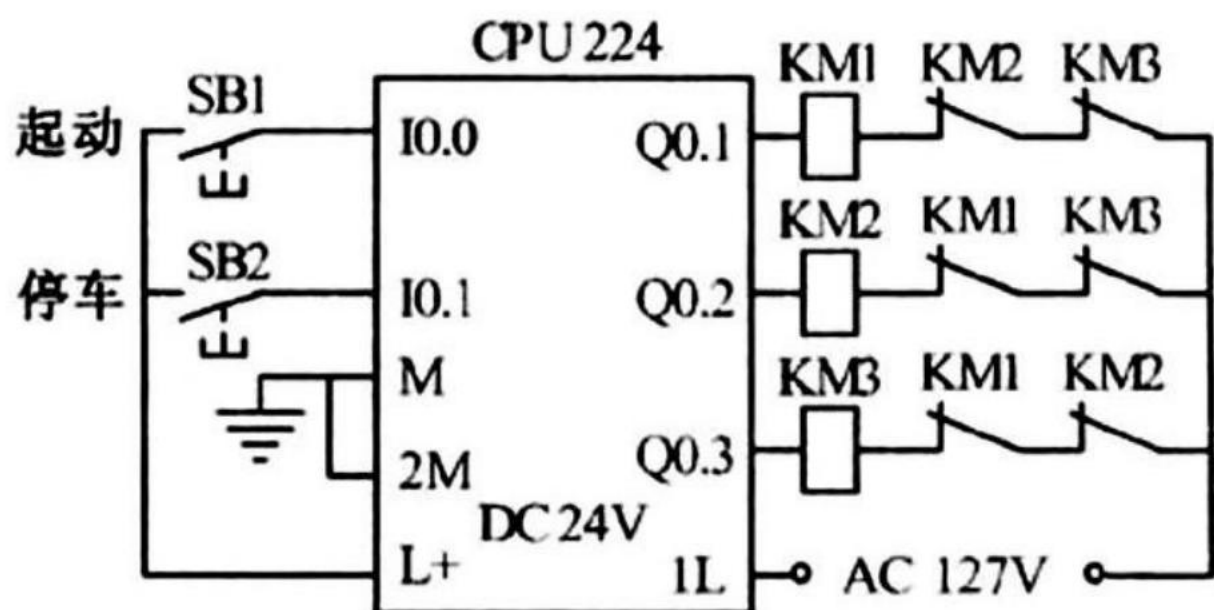 CPU 224
KM1 KM2 KM3
起动 SB1 I0.0 Q0.1
KM2 KM1 KM3
停车 SB2 I0.1 Q0.2
M
KM3 KM1 KM2
2M Q0.3
DC 24V
L+ 1L AC 127V